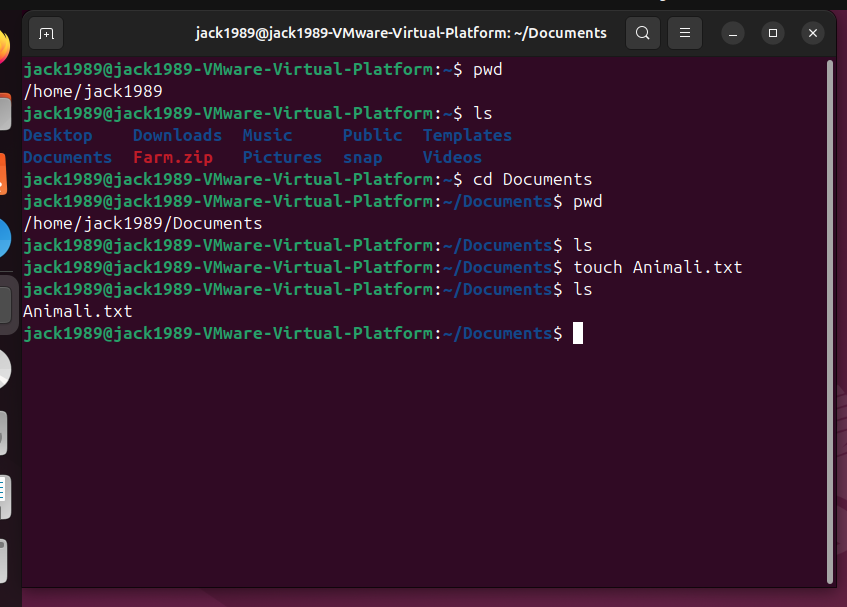 jack1989@jack1989-VMware-Virtual-Platform: ~/Documents
jack1989@jack1989-VMware-Virtual-Platform:~$ pwd
/home/jack1989
jack1989@jack1989-VMware-Virtual-Platform:~$ ls
Desktop Downloads Music Public Templates
Documents Farm.zip Pictures snap Videos
jack1989@jack1989-VMware-Virtual-Platform:~$ cd Documents
jack1989@jack1989-VMware-Virtual-Platform:~/Documents$ pwd
/home/jack1989/Documents
jack1989@jack1989-VMware-Virtual-Platform:~/Documents$ ls
jack1989@jack1989-VMware-Virtual-Platform:~/Documents$ touch Animali.txt
jack1989@jack1989-VMware-Virtual-Platform:~/Documents$ ls
Animali.txt
jack1989@jack1989-VMware-Virtual-Platform:~/Documents$